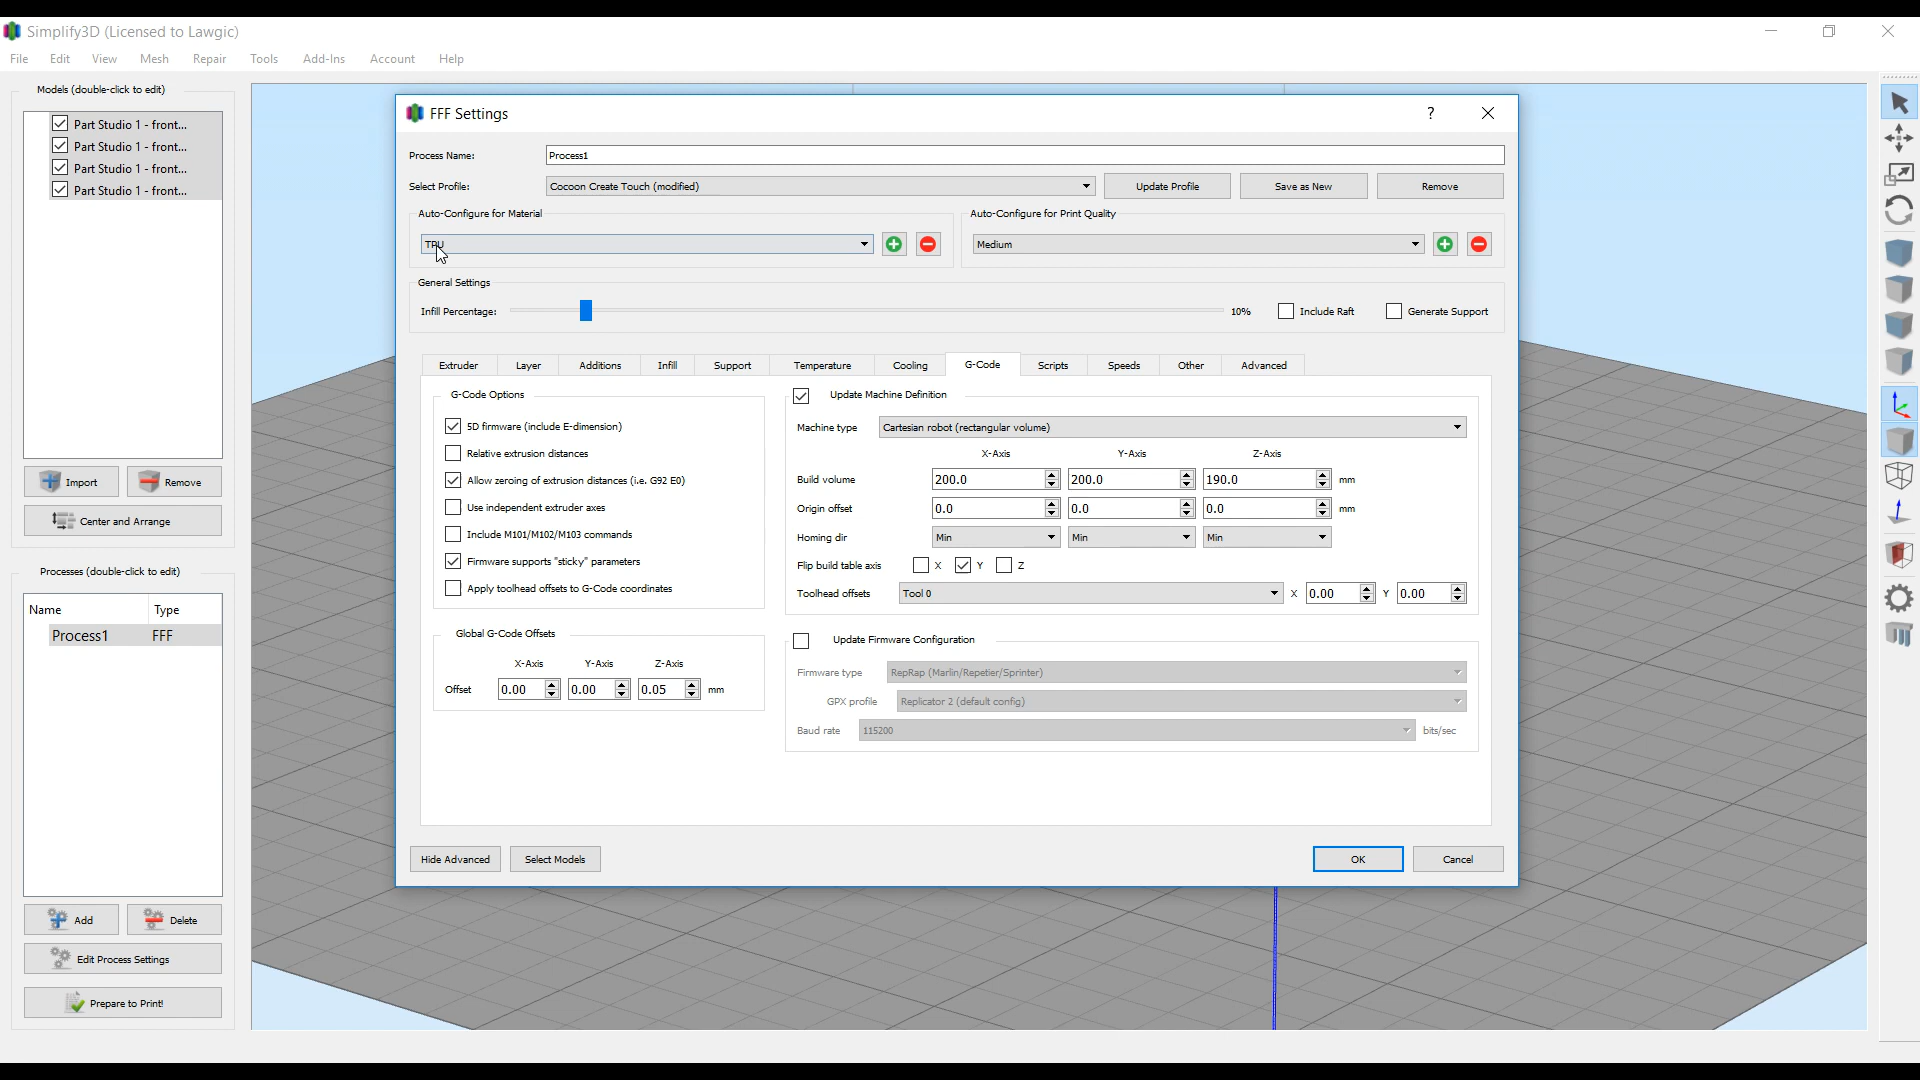 Simplify3D (Licensed to Lawgic)
File Edit View Mesh Repair Tools Add-Ins Account Help
Models (double-click to edit)
Part Studio 1 - front...
Part Studio 1 - front...
Part Studio 1 - front...
Part Studio 1 - front...
Import Remove
Center and Arrange
Processes (double-click to edit)
Name Type
Process1 FFF
Add Delete
Edit Process Settings
Prepare to Print!
FFF Settings ?
Process Name: Process1
Select Profile: Cocoon Create Touch (modified) Update Profile Save as New Remove
Auto-Configure for Material Auto-Configure for Print Quality
TPU Medium
General Settings
Infill Percentage: 10% Include Raft Generate Support
Extruder Layer Additions Infill Support Temperature Cooling G-Code Scripts Speeds Other Advanced
G-Code Options
5D firmware (include E-dimension)
Relative extrusion distances
Allow zeroing of extrusion distances (i.e. G92 E0)
Use independent extruder axes
Include M101/M102/M103 commands
Firmware supports "sticky" parameters
Apply toolhead offsets to G-Code coordinates
Global G-Code Offsets
X-Axis Y-Axis Z-Axis
Offset 0.00 0.00 0.05 mm
Update Machine Definition
Machine type Cartesian robot (rectangular volume)
X-Axis Y-Axis Z-Axis
Build volume 200.0 200.0 190.0 mm
Origin offset 0.0 0.0 0.0 mm
Homing dir Min Min Min
Flip build table axis X Y Z
Toolhead offsets Tool 0 X 0.00 Y 0.00
Update Firmware Configuration
Firmware type RepRap (Marlin/Repetier/Sprinter)
GPX profile Replicator 2 (default config)
Baud rate 115200 bits/sec
Hide Advanced Select Models OK Cancel